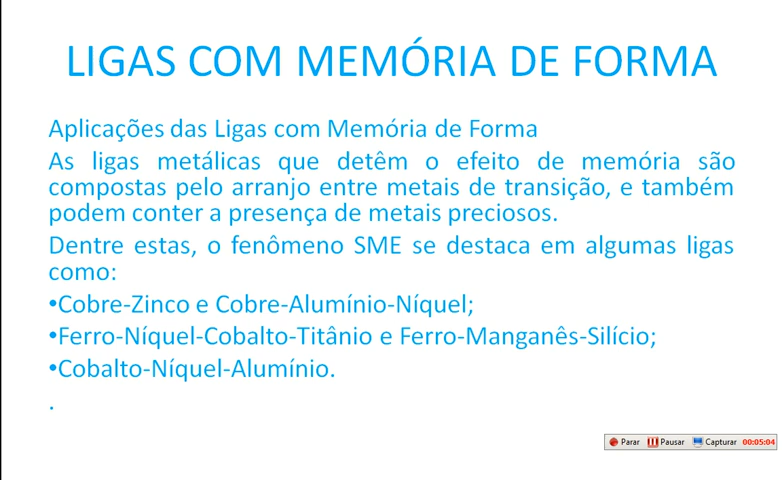 LIGAS COM MEMÓRIA DE FORMA
Aplicações das Ligas com Memória de Forma
As ligas metálicas que detêm o efeito de memória são
compostas pelo arranjo entre metais de transição, e também
podem conter a presença de metais preciosos.
Dentre estas, o fenômeno SME se destaca em algumas ligas
como:
•Cobre-Zinco e Cobre-Alumínio-Níquel;
•Ferro-Níquel-Cobalto-Titânio e Ferro-Manganês-Silício;
•Cobalto-Níquel-Alumínio.
.
Parar Pausar Capturar 00:05:04